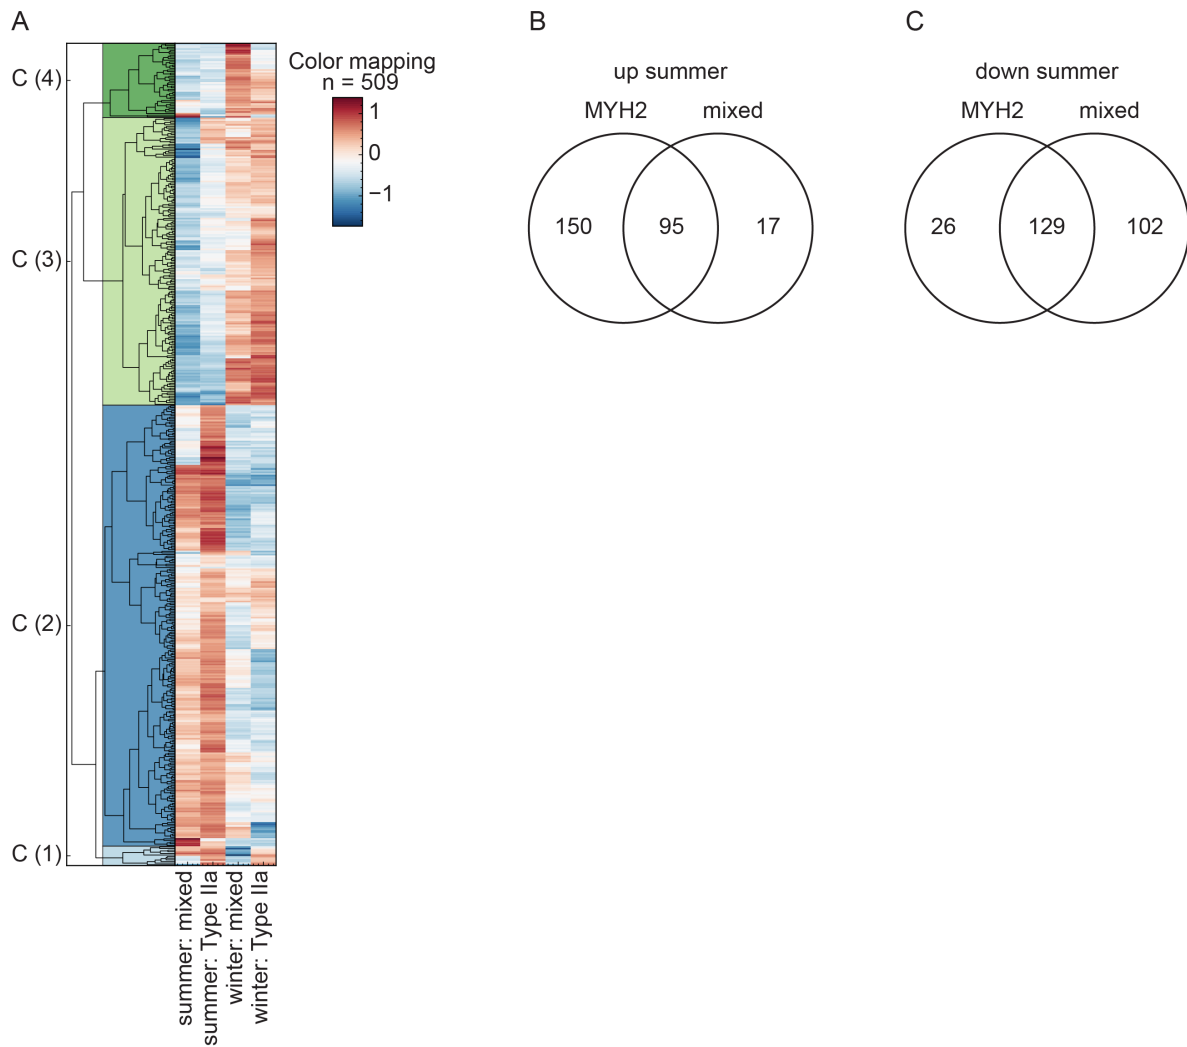 A
B
C
Color mapping
n = 509
1
0
−1
C (4)
C (3)
C (2)
C (1)
summer: mixed
summer: Type IIa
winter: mixed
winter: Type IIa
up summer
MYH2 mixed
150 95 17
down summer
MYH2 mixed
26 129 102